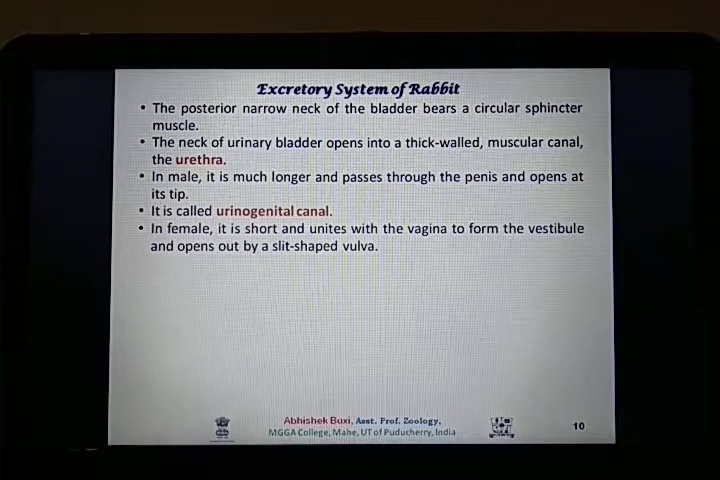 Excretory System of Rabbit
• The posterior narrow neck of the bladder bears a circular sphincter
muscle.
• The neck of urinary bladder opens into a thick-walled, muscular canal,
the urethra.
• In male, it is much longer and passes through the penis and opens at
its tip.
• It is called urinogenital canal.
• In female, it is short and unites with the vagina to form the vestibule
and opens out by a slit-shaped vulva.
Abhishek Buxi, Asst. Prof. Zoology,
MGGA College, Mahe, UT of Puducherry, India
10